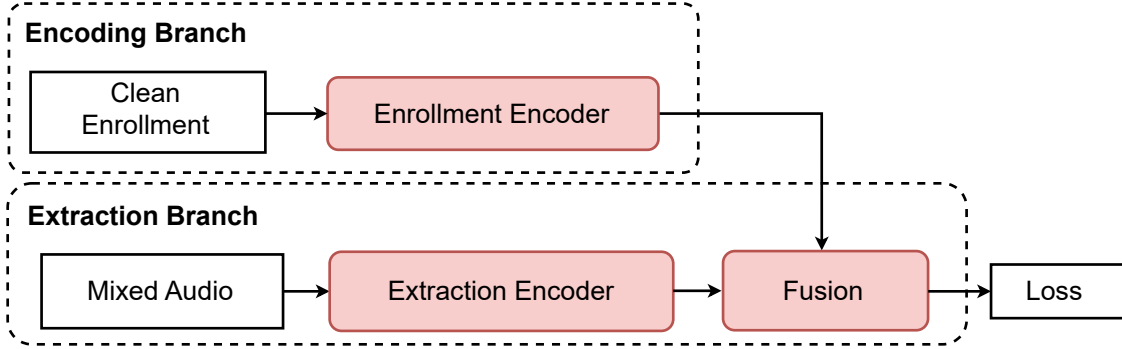 Encoding Branch
Clean
Enrollment
Enrollment Encoder
Extraction Branch
Mixed Audio
Extraction Encoder
Fusion
Loss